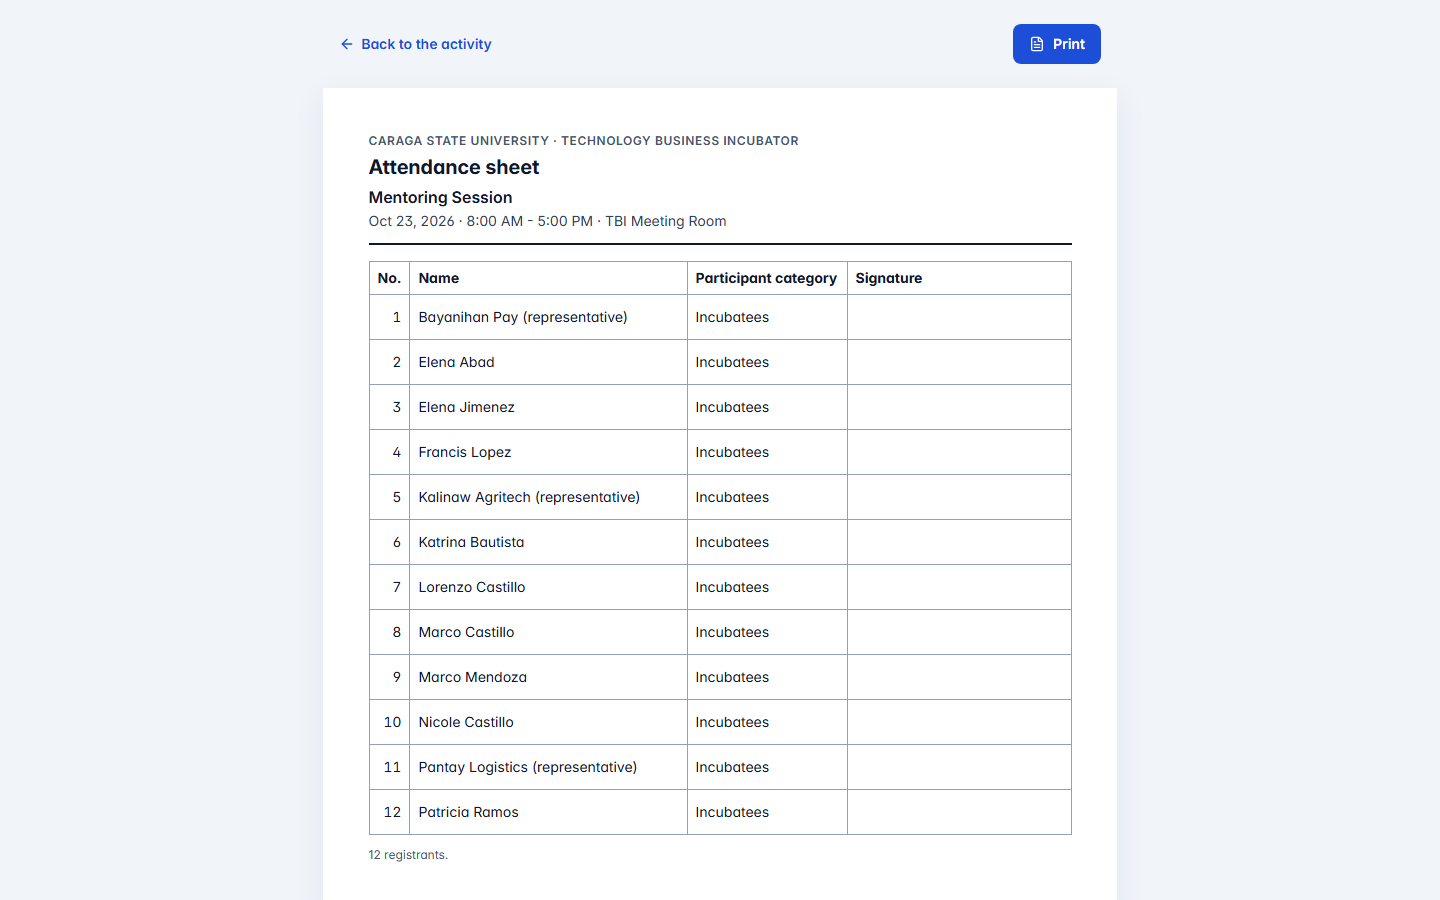 Back to the activity
Print
CARAGA STATE UNIVERSITY · TECHNOLOGY BUSINESS INCUBATOR
Attendance sheet
Mentoring Session
Oct 23, 2026 · 8:00 AM - 5:00 PM · TBI Meeting Room
No. Name Participant category Signature
1 Bayanihan Pay (representative) Incubatees
2 Elena Abad Incubatees
3 Elena Jimenez Incubatees
4 Francis Lopez Incubatees
5 Kalinaw Agritech (representative) Incubatees
6 Katrina Bautista Incubatees
7 Lorenzo Castillo Incubatees
8 Marco Castillo Incubatees
9 Marco Mendoza Incubatees
10 Nicole Castillo Incubatees
11 Pantay Logistics (representative) Incubatees
12 Patricia Ramos Incubatees
12 registrants.